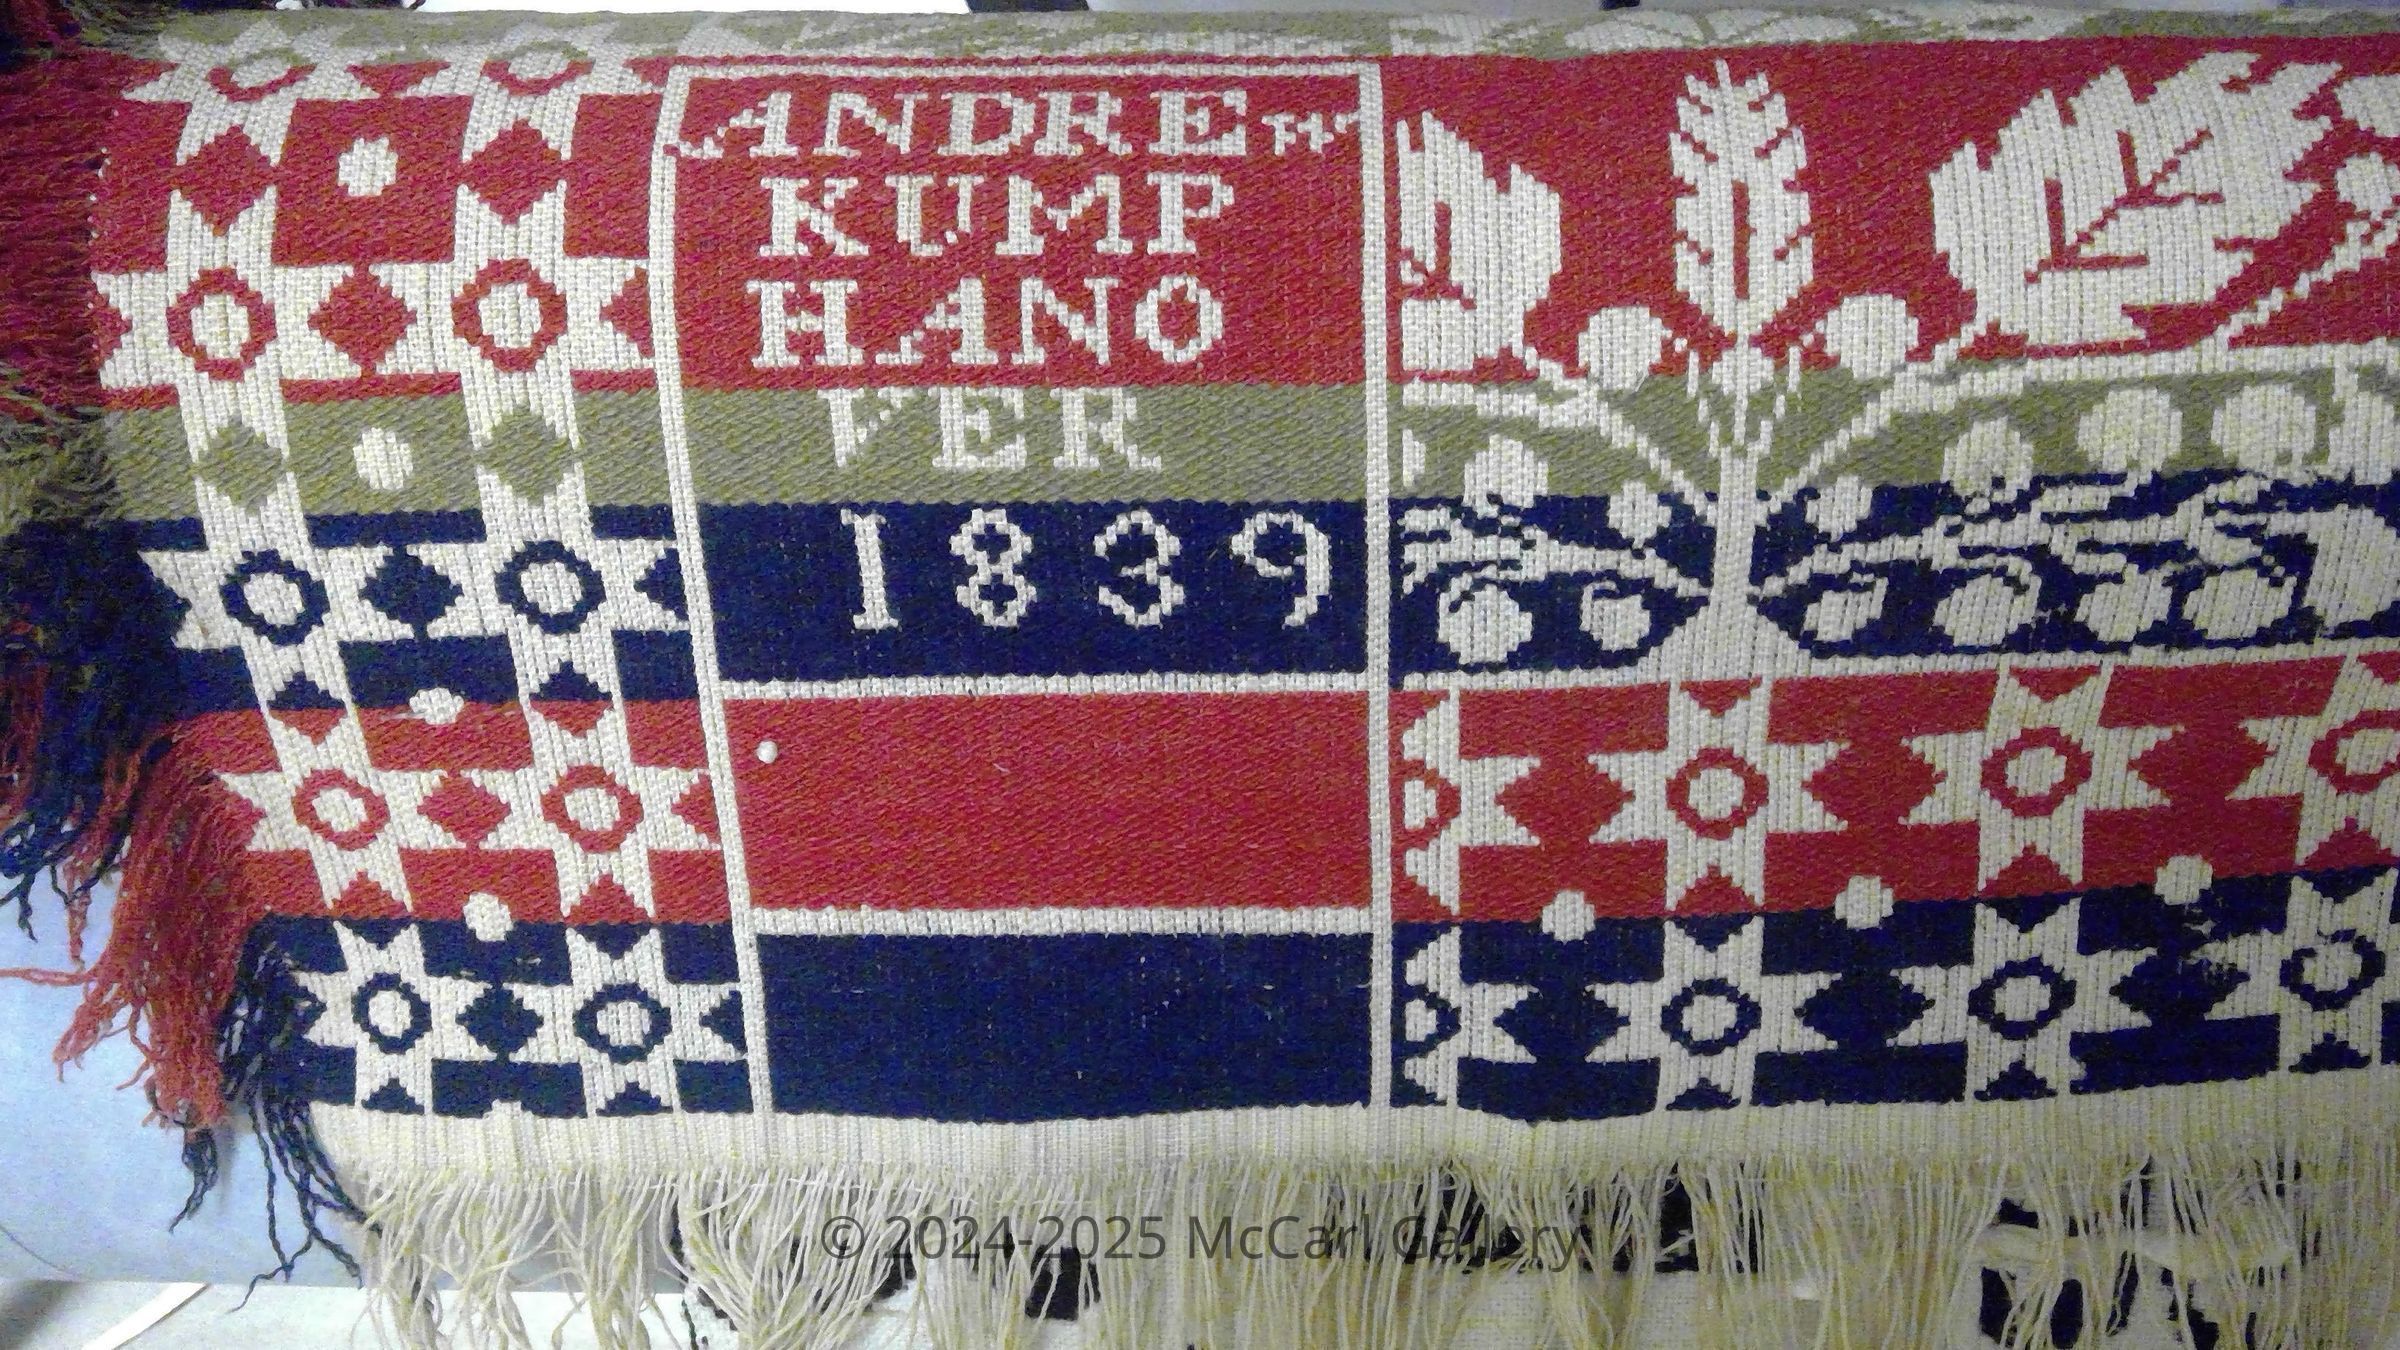 ANDREW
KUMP
HANO
VER
1839
© 2024-2025 McCarl Gallery